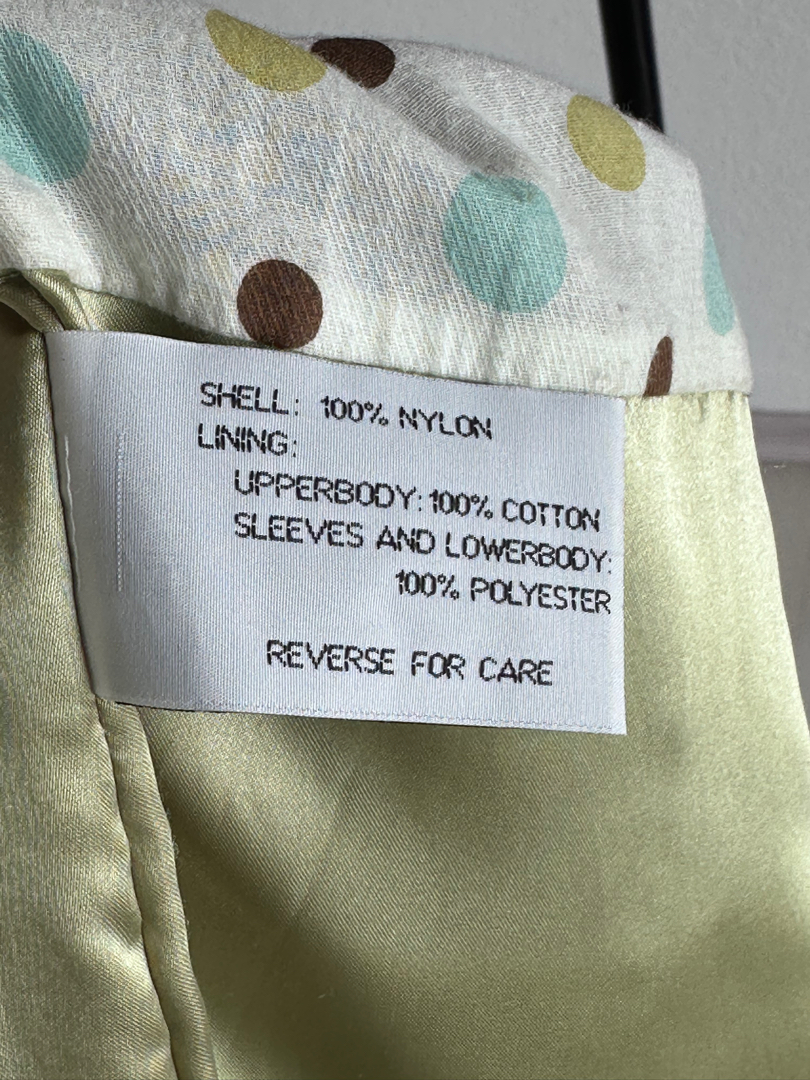 SHELL: 100% NYLON
LINING:
UPPERBODY: 100% COTTON
SLEEVES AND LOWERBODY:
100% POLYESTER
REVERSE FOR CARE